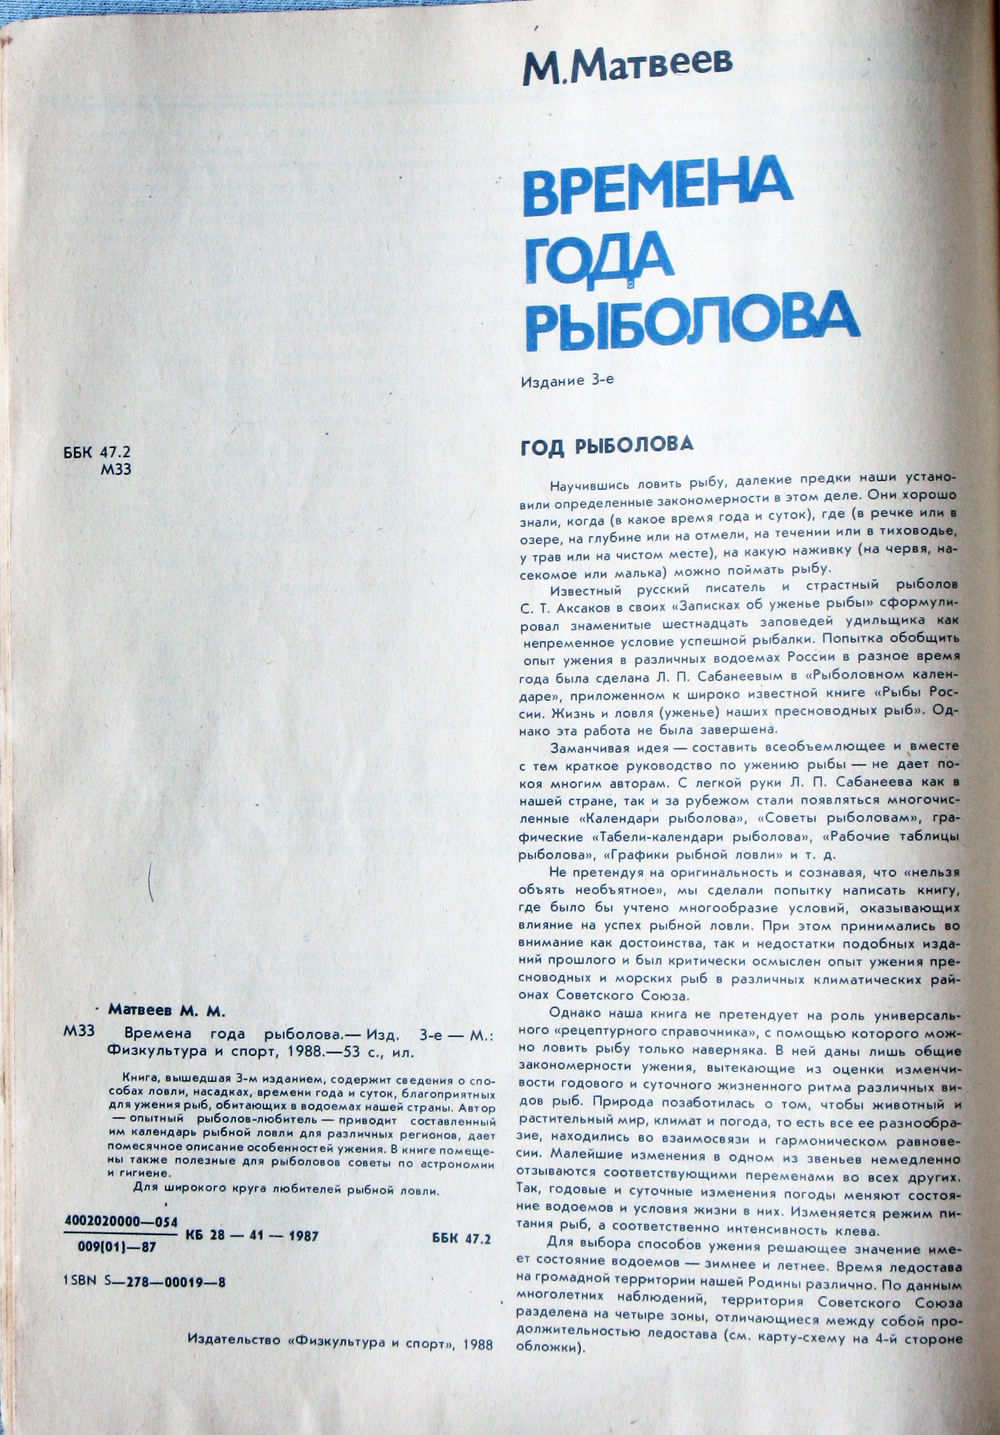 ББК 47.2
М33
Матвеев М. М.
М33 Времена года рыболова.— Изд. 3-е — М.:
Физкультура и спорт, 1988.—53 с., ил.
Книга, вышедшая 3-м изданием, содержит сведения о спо-
собах ловли, насадках, времени года и суток, благоприятных
для ужения рыб, обитающих в водоемах нашей страны. Автор
— опытный рыболов-любитель — приводит составленный
им календарь рыбной ловли для различных регионов, дает
помесячное описание особенностей ужения. В книге помеще-
ны также полезные для рыболовов советы по астрономии
и гигиене.
Для широкого круга любителей рыбной ловли.
4002020000—054
009(01)—87
КБ 28 — 41 — 1987
ББК 47.2
1SBN S—278—00019—8
Издательство «Физкультура и спорт», 1988
М.Матвеев
ВРЕМЕНА
ГОДА
РЫБОЛОВА
Издание 3-е
ГОД РЫБОЛОВА
Научившись ловить рыбу, далекие предки наши устано-
вили определенные закономерности в этом деле. Они хорошо
знали, когда (в какое время года и суток), где (в речке или в
озере, на глубине или на отмели, на течении или в тиховодье,
у трав или на чистом месте), на какую наживку (на червя, на-
секомое или малька) можно поймать рыбу.
Известный русский писатель и страстный рыболов
С. Т. Аксаков в своих «Записках об уженье рыбы» сформули-
ровал знаменитые шестнадцать заповедей удильщика как
непременное условие успешной рыбалки. Попытка обобщить
опыт ужения в различных водоемах России в разное время
года была сделана Л. П. Сабанеевым в «Рыболовном кален-
даре», приложенном к широко известной книге «Рыбы Рос-
сии. Жизнь и ловля (уженье) наших пресноводных рыб». Од-
нако эта работа не была завершена.
Заманчивая идея — составить всеобъемлющее и вместе
с тем краткое руководство по ужению рыбы — не дает по-
коя многим авторам. С легкой руки Л. П. Сабанеева как в
нашей стране, так и за рубежом стали появляться многочис-
ленные «Календари рыболова», «Советы рыболовам», гра-
фические «Табели-календари рыболова», «Рабочие таблицы
рыболова», «Графики рыбной ловли» и т. д.
Не претендуя на оригинальность и сознавая, что «нельзя
объять необъятное», мы сделали попытку написать книгу,
где было бы учтено многообразие условий, оказывающих
влияние на успех рыбной ловли. При этом принимались во
внимание как достоинства, так и недостатки подобных изда-
ний прошлого и был критически осмыслен опыт ужения пре-
сноводных и морских рыб в различных климатических рай-
онах Советского Союза.
Однако наша книга не претендует на роль универсаль-
ного «рецептурного справочника», с помощью которого мож-
но ловить рыбу только наверняка. В ней даны лишь общие
закономерности ужения, вытекающие из оценки изменчи-
вости годового и суточного жизненного ритма различных ви-
дов рыб. Природа позаботилась о том, чтобы животный и
растительный мир, климат и погода, то есть все ее разнообра-
зие, находились во взаимосвязи и гармоническом равнове-
сии. Малейшие изменения в одном из звеньев немедленно
отзываются соответствующими переменами во всех других.
Так, годовые и суточные изменения погоды меняют состоя-
ние водоемов и условия жизни в них. Изменяется режим пи-
тания рыб, а соответственно интенсивность клева.
Для выбора способов ужения решающее значение име-
ет состояние водоемов — зимнее и летнее. Время ледостава
на громадной территории нашей Родины различно. По данным
многолетних наблюдений, территория Советского Союза
разделена на четыре зоны, отличающиеся между собой про-
должительностью ледостава (см. карту-схему на 4-й стороне
обложки).